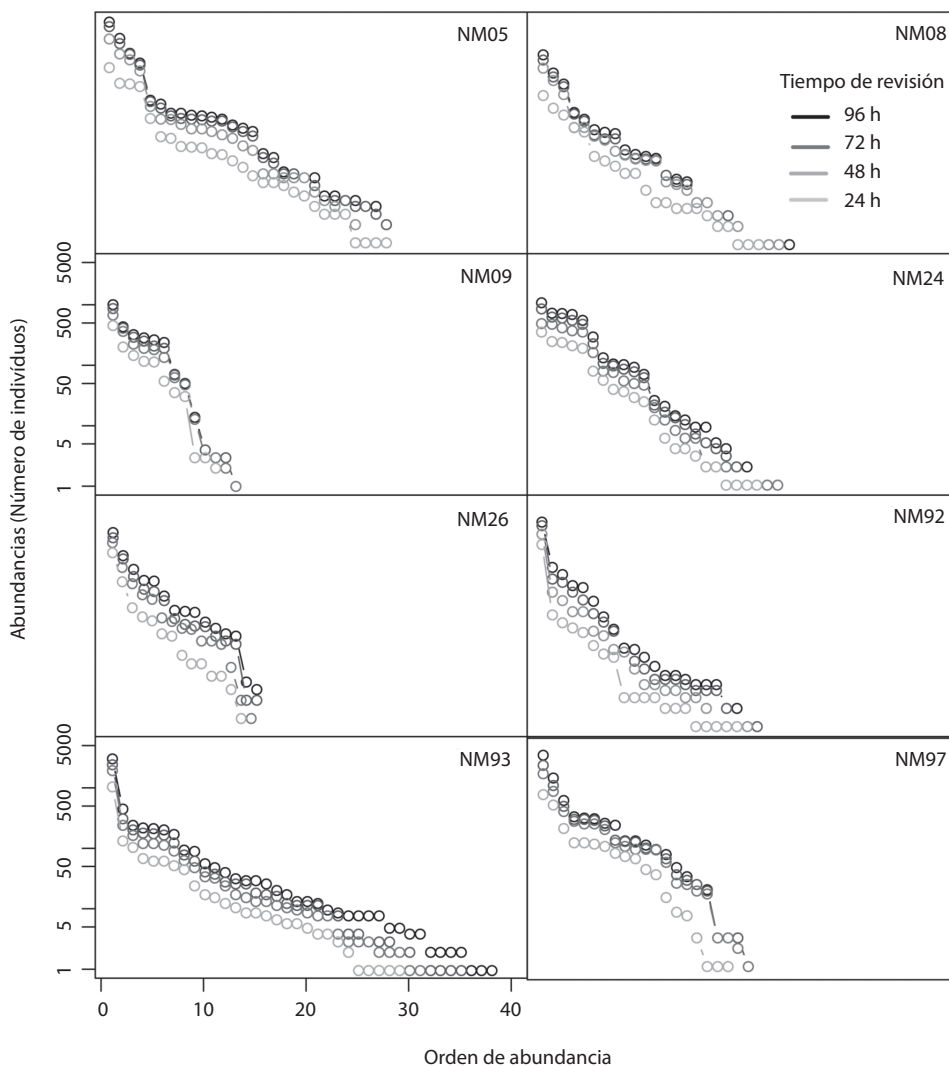 NM05
NM08
Tiempo de revisión
96 h
72 h
48 h
24 h
Abundancias (Número de indivíduos)
5000
500
50
5
1
NM09
NM24
NM26
NM92
5000
500
50
5
1
NM93
NM97
0 10 20 30 40
Orden de abundancia